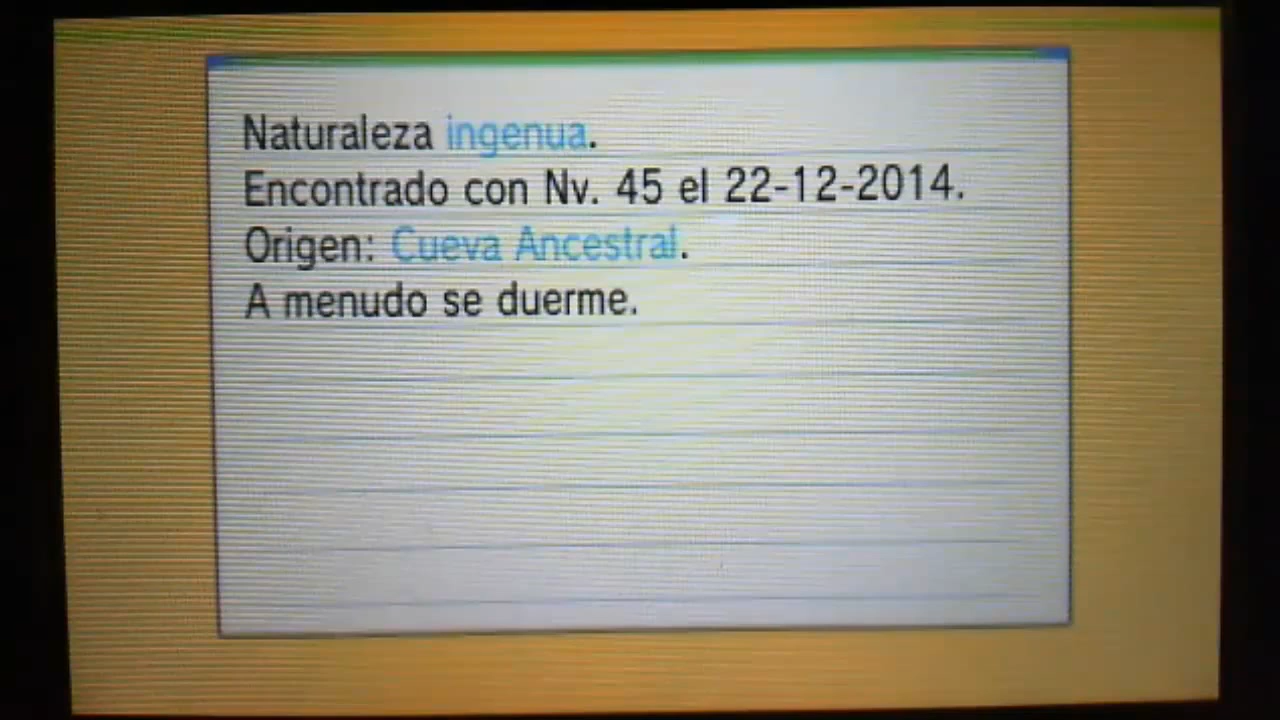 Naturaleza ingenua.
Encontrado con Nv. 45 el 22-12-2014.
Origen: Cueva Ancestral.
A menudo se duerme.